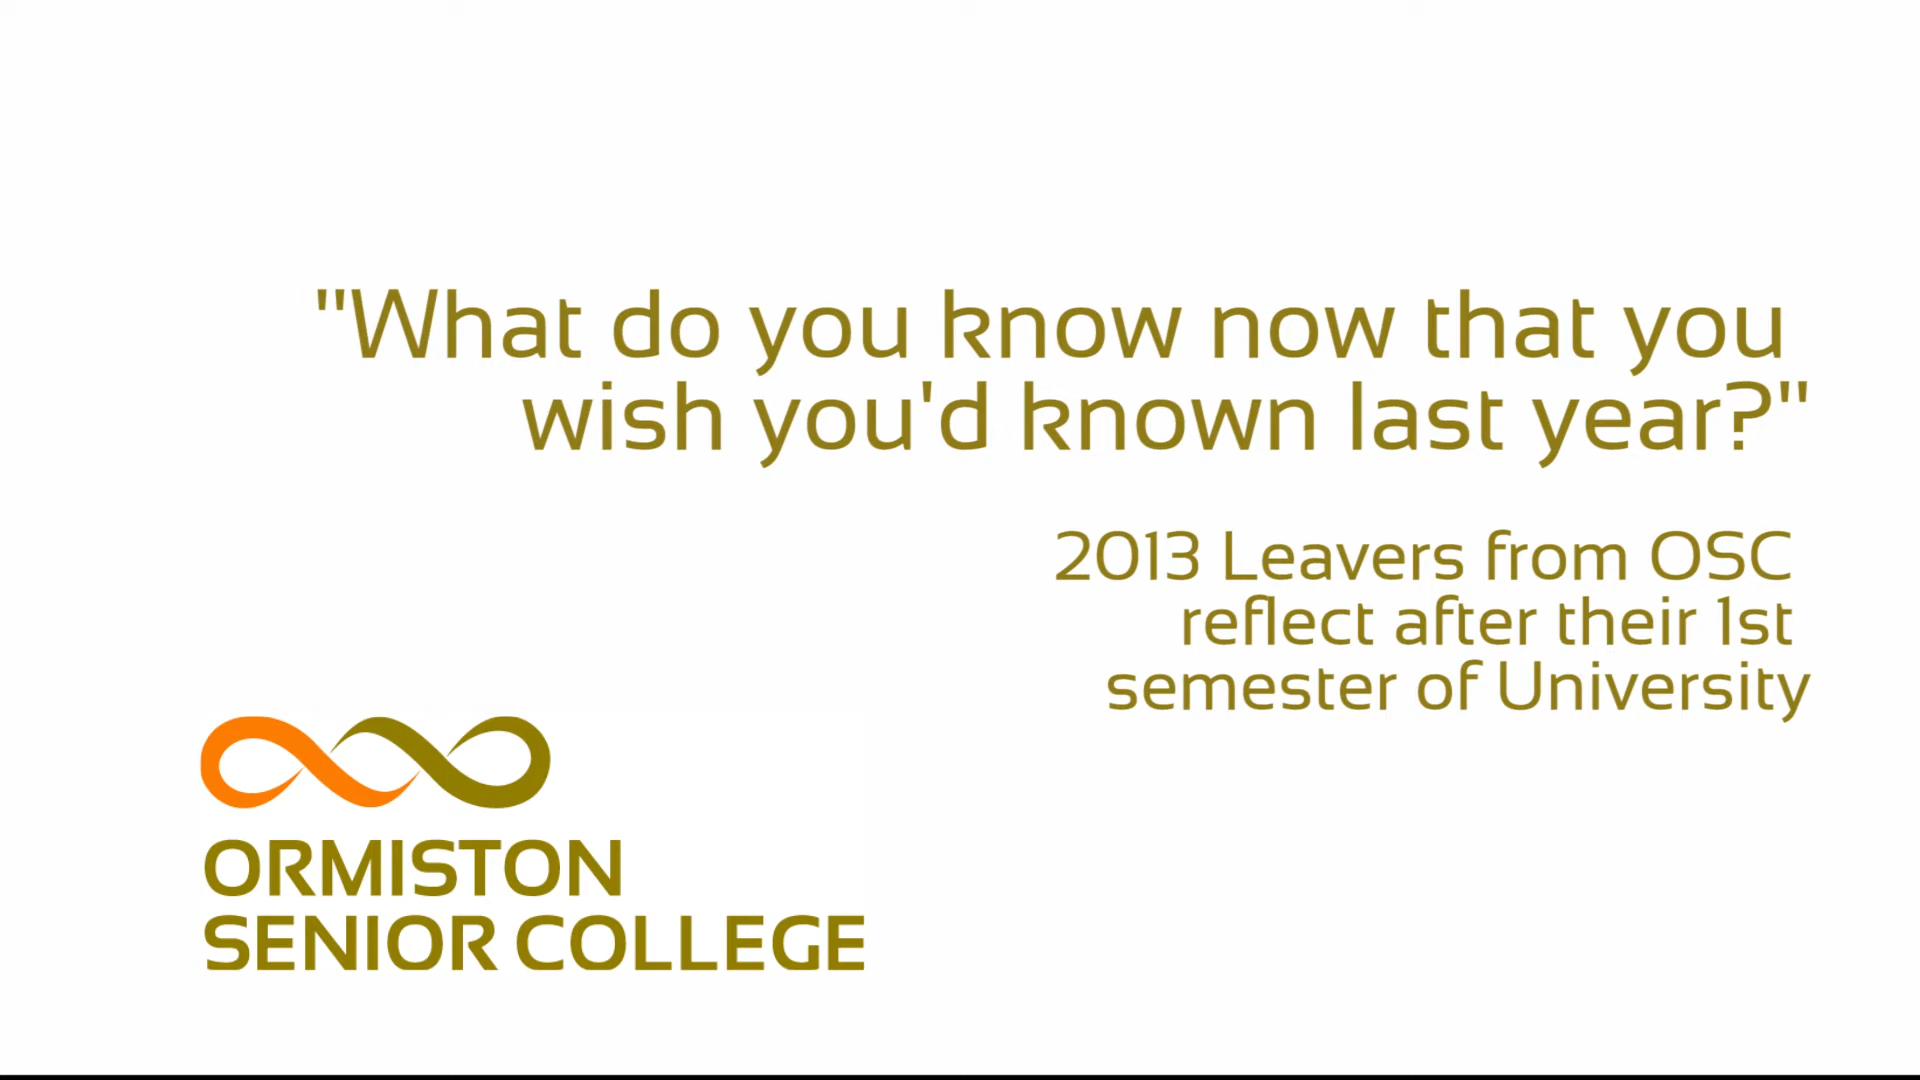 "What do you know now that you
wish you'd known last year?"
2013 Leavers from OSC
reflect after their 1st
semester of University
ORMISTON
SENIOR COLLEGE